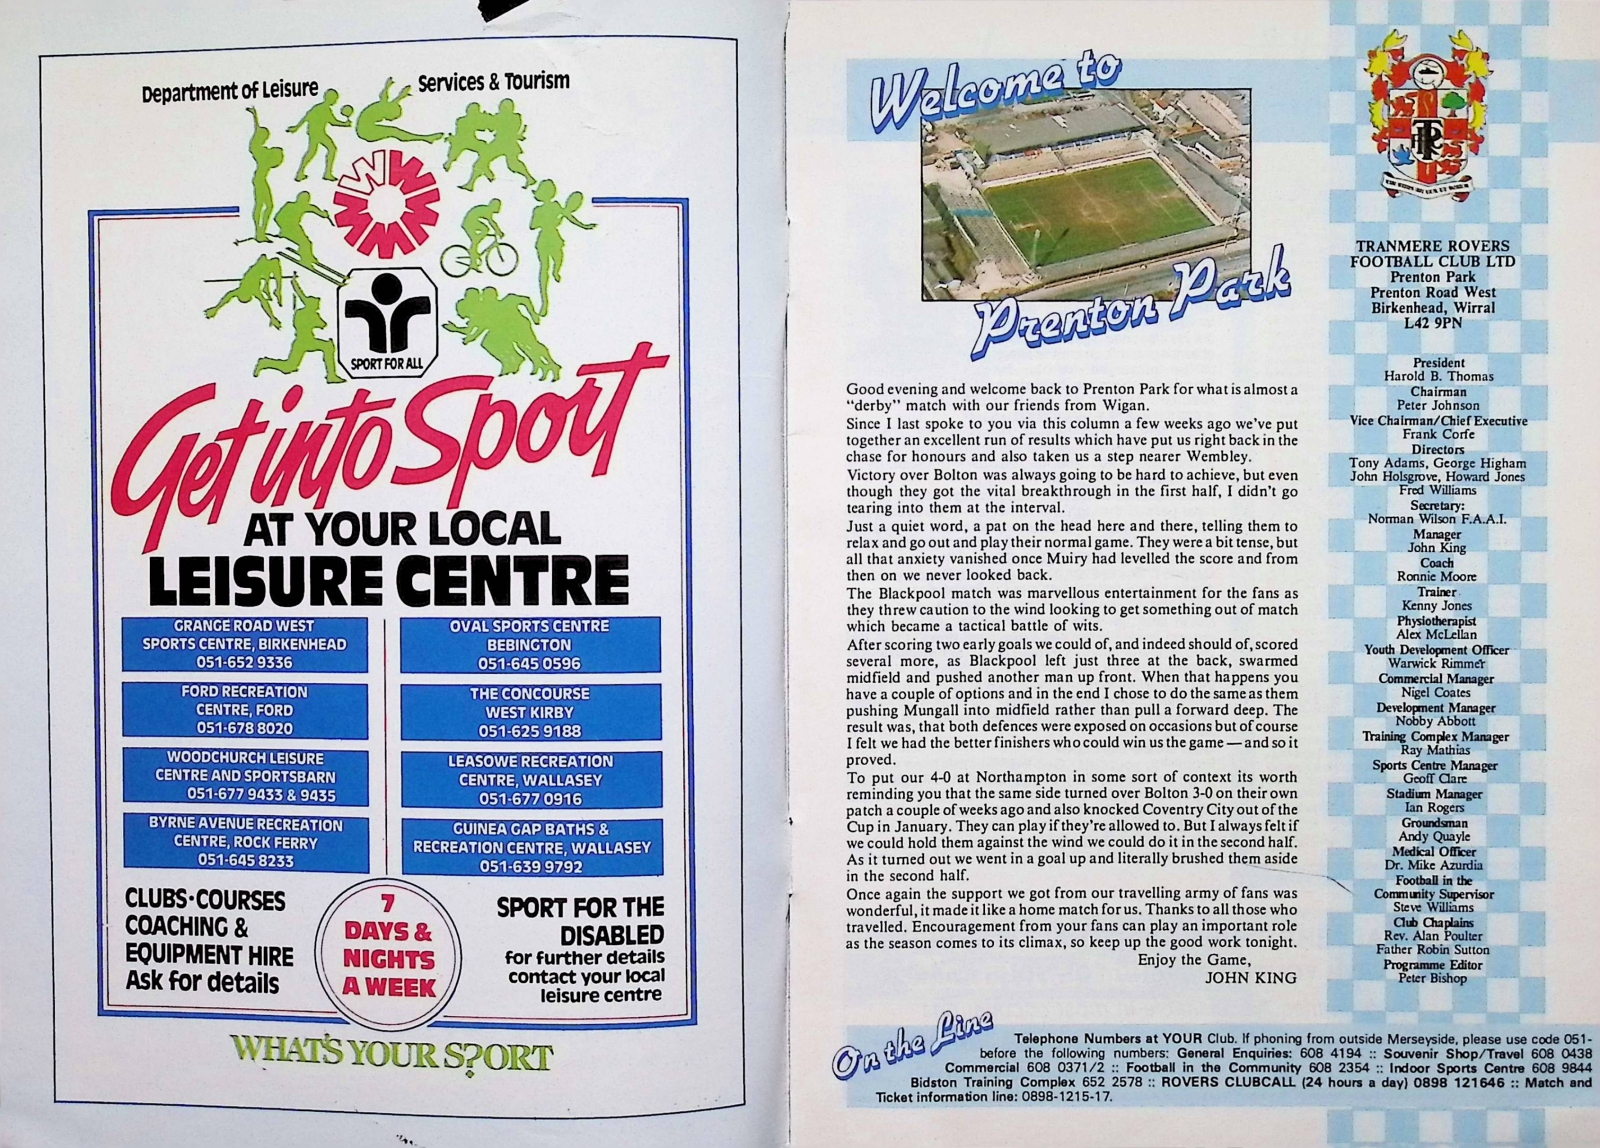 Department of Leisure Services & Tourism
WWWWWW
SPORT FOR ALL
Get into Sport
AT YOUR LOCAL
LEISURE CENTRE
GRANGE ROAD WEST
SPORTS CENTRE, BIRKENHEAD
051-652 9336
FORD RECREATION
CENTRE, FORD
051-678 8020
WOODCHURCH LEISURE
CENTRE AND SPORTSBARN
051-677 9433 & 9435
BYRNE AVENUE RECREATION
CENTRE, ROCK FERRY
051-645 8233
OVAL SPORTS CENTRE
BEBINGTON
051-645 0596
THE CONCOURSE
WEST KIRBY
051-625 9188
LEASOWE RECREATION
CENTRE, WALLASEY
051-677 0916
GUINEA GAP BATHS &
RECREATION CENTRE, WALLASEY
051-639 9792
CLUBS·COURSES
COACHING &
EQUIPMENT HIRE
Ask for details
7
DAYS &
NIGHTS
A WEEK
SPORT FOR THE
DISABLED
for further details
contact your local
leisure centre
WHAT'S YOUR S?ORT
Welcome to
Prenton Park
Good evening and welcome back to Prenton Park for what is almost a
"derby" match with our friends from Wigan.
Since I last spoke to you via this column a few weeks ago we've put
together an excellent run of results which have put us right back in the
chase for honours and also taken us a step nearer Wembley.
Victory over Bolton was always going to be hard to achieve, but even
though they got the vital breakthrough in the first half, I didn't go
tearing into them at the interval.
Just a quiet word, a pat on the head here and there, telling them to
relax and go out and play their normal game. They were a bit tense, but
all that anxiety vanished once Muiry had levelled the score and from
then on we never looked back.
The Blackpool match was marvellous entertainment for the fans as
they threw caution to the wind looking to get something out of match
which became a tactical battle of wits.
After scoring two early goals we could of, and indeed should of, scored
several more, as Blackpool left just three at the back, swarmed
midfield and pushed another man up front. When that happens you
have a couple of options and in the end I chose to do the same as them
pushing Mungall into midfield rather than pull a forward deep. The
result was, that both defences were exposed on occasions but of course
I felt we had the better finishers who could win us the game — and so it
proved.
To put our 4-0 at Northampton in some sort of context its worth
reminding you that the same side turned over Bolton 3-0 on their own
patch a couple of weeks ago and also knocked Coventry City out of the
Cup in January. They can play if they're allowed to. But I always felt if
we could hold them against the wind we could do it in the second half.
As it turned out we went in a goal up and literally brushed them aside
in the second half.
Once again the support we got from our travelling army of fans was
wonderful, it made it like a home match for us. Thanks to all those who
travelled. Encouragement from your fans can play an important role
as the season comes to its climax, so keep up the good work tonight.
Enjoy the Game,
JOHN KING
TRANMERE ROVERS
FOOTBALL CLUB LTD
Prenton Park
Prenton Road West
Birkenhead, Wirral
L42 9PN
President
Harold B. Thomas
Chairman
Peter Johnson
Vice Chairman/Chief Executive
Frank Corfe
Directors
Tony Adams, George Higham
John Holsgrove, Howard Jones
Fred Williams
Secretary:
Norman Wilson F.A.A.I.
Manager
John King
Coach
Ronnie Moore
Trainer
Kenny Jones
Physiotherapist
Alex McLellan
Youth Development Officer
Warwick Rimmer
Commercial Manager
Nigel Coates
Development Manager
Nobby Abbott
Training Complex Manager
Ray Mathias
Sports Centre Manager
Geoff Clare
Stadium Manager
Ian Rogers
Groundsman
Andy Quayle
Medical Officer
Dr. Mike Azurdia
Football in the
Community Supervisor
Steve Williams
Club Chaplains
Rev. Alan Poulter
Father Robin Sutton
Programme Editor
Peter Bishop
On the Line
Telephone Numbers at YOUR Club. If phoning from outside Merseyside, please use code 051-
before the following numbers: General Enquiries: 608 4194 :: Souvenir Shop/Travel 608 0438
Commercial 608 0371/2 :: Football in the Community 608 2354 :: Indoor Sports Centre 608 9844
Bidston Training Complex 652 2578 :: ROVERS CLUBCALL (24 hours a day) 0898 121646 :: Match and
Ticket information line: 0898-1215-17.